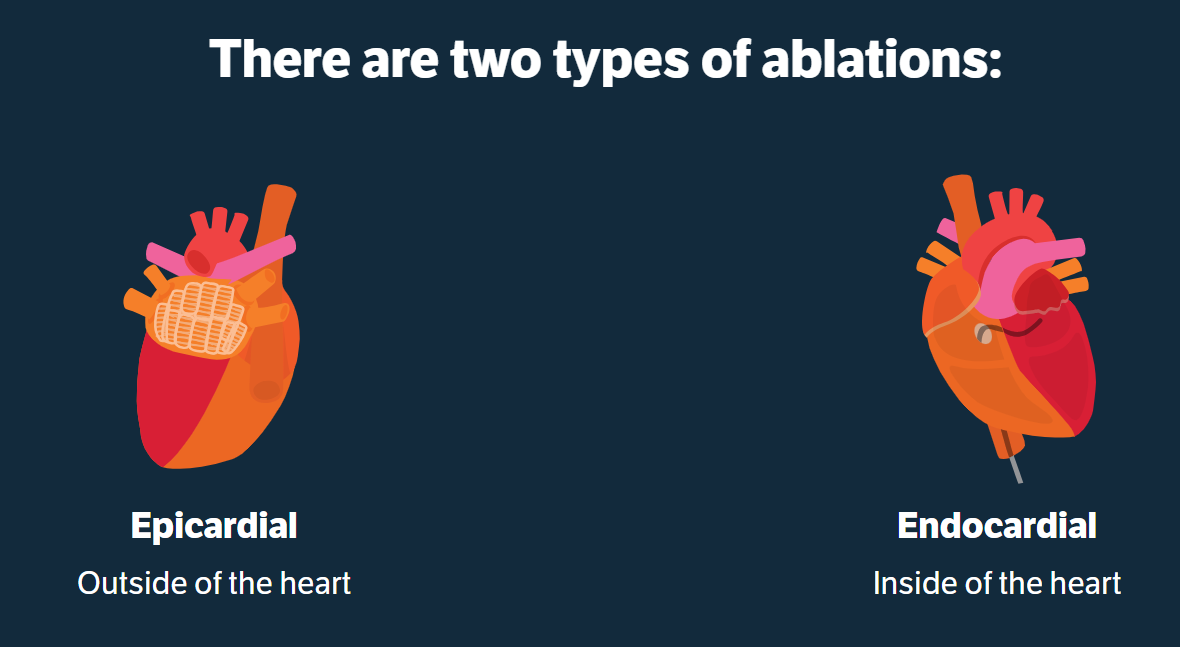 There are two types of ablations:
Epicardial
Outside of the heart
Endocardial
Inside of the heart